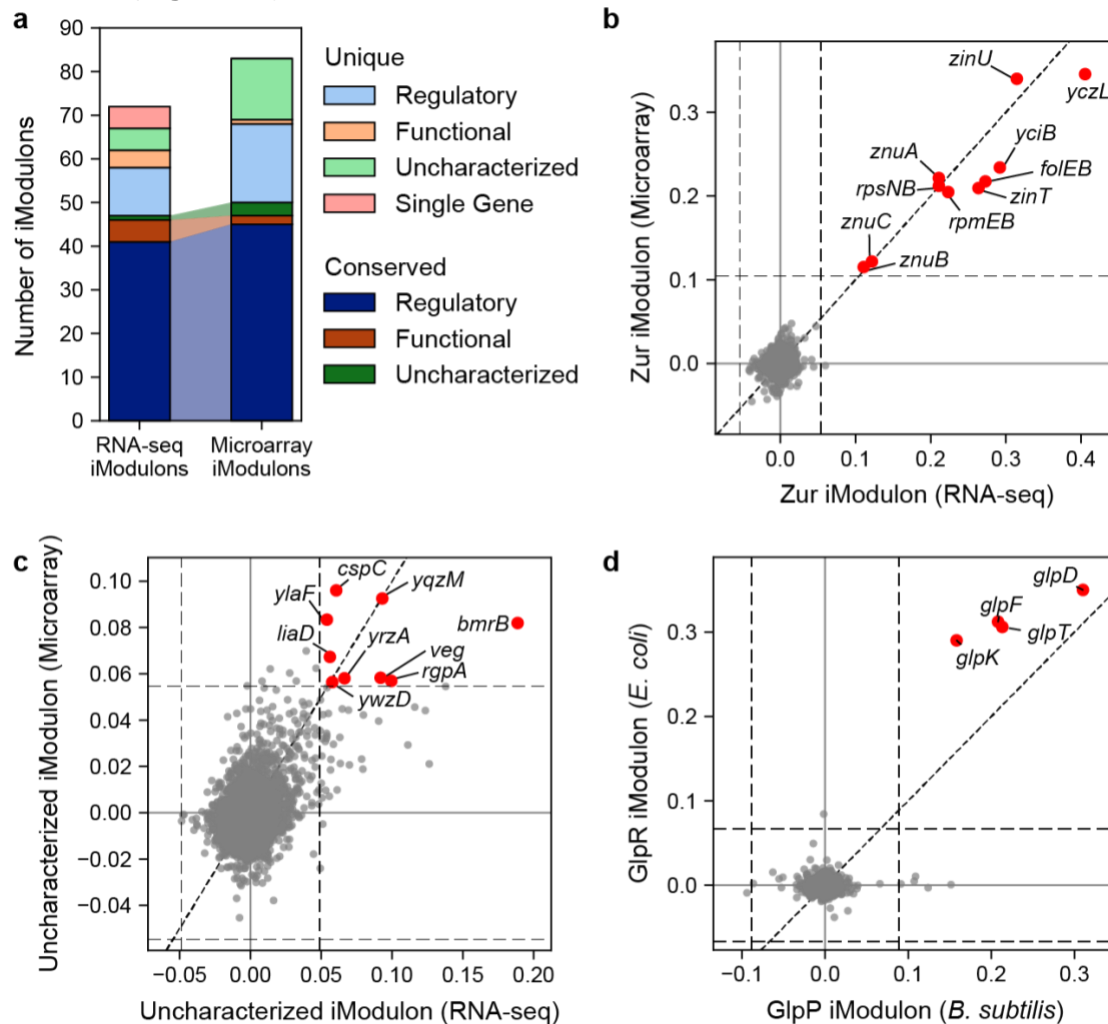 a
90
80
70
60
50
40
30
20
10
0
Number of iModulons
RNA-seq
iModulons
Microarray
iModulons
Unique
Regulatory
Functional
Uncharacterized
Single Gene
Conserved
Regulatory
Functional
Uncharacterized
b
Zur iModulon (Microarray)
0.3
0.2
0.1
0.0
zinU
yczL
yciB
znuA
folEB
rpsNB
zinT
rpmEB
znuC
znuB
0.0 0.1 0.2 0.3 0.4
Zur iModulon (RNA-seq)
c
Uncharacterized iModulon (Microarray)
0.10
0.08
0.06
0.04
0.02
0.00
−0.02
−0.04
cspC
yqzM
ylaF
bmrB
liaD
yrzA
veg
rgpA
ywzD
−0.05 0.00 0.05 0.10 0.15 0.20
Uncharacterized iModulon (RNA-seq)
d
GlpR iModulon (E. coli)
0.3
0.2
0.1
0.0
glpD
glpF
glpT
glpK
−0.1 0.0 0.1 0.2 0.3
GlpP iModulon (B. subtilis)